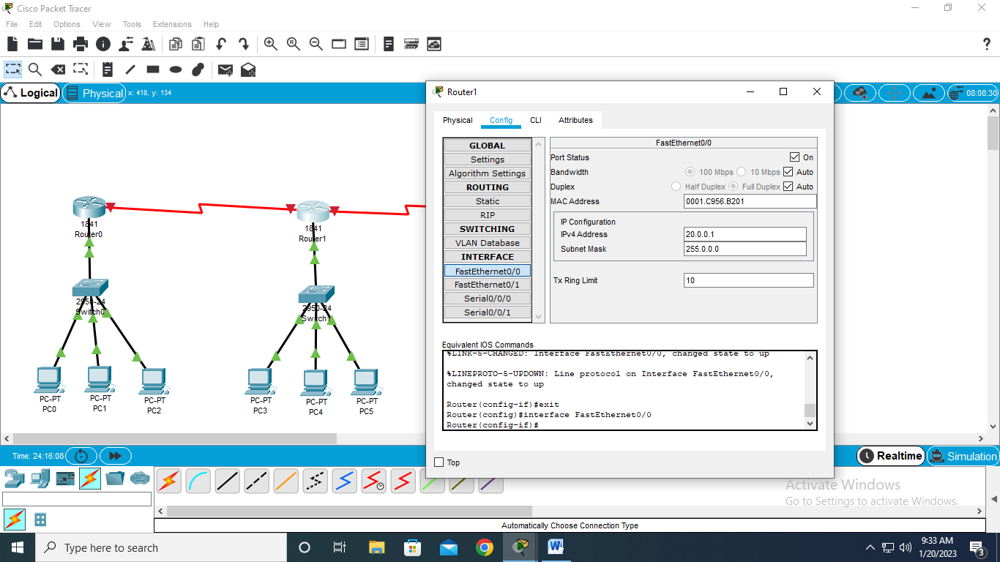 Cisco Packet Tracer
File Edit Options View Tools Extensions Help
?
Logical Physical x: 418, y: 134
08:08:30
Router1
Physical Config CLI Attributes
GLOBAL
Settings
Algorithm Settings
ROUTING
Static
RIP
SWITCHING
VLAN Database
INTERFACE
FastEthernet0/0
FastEthernet0/1
Serial0/0/0
Serial0/0/1
FastEthernet0/0
Port Status On
Bandwidth 100 Mbps 10 Mbps Auto
Duplex Half Duplex Full Duplex Auto
MAC Address 0001.C956.B201
IP Configuration
IPv4 Address 20.0.0.1
Subnet Mask 255.0.0.0
Tx Ring Limit 10
Equivalent IOS Commands
%LINK-5-CHANGED: Interface FastEthernet0/0, changed state to up
%LINEPROTO-5-UPDOWN: Line protocol on Interface FastEthernet0/0,
changed state to up
Router(config-if)#exit
Router(config)#interface FastEthernet0/0
Router(config-if)#
Top
1841
Router0
1841
Router1
2950-24
Switch0
2950-24
Switch1
PC-PT
PC0
PC-PT
PC1
PC-PT
PC2
PC-PT
PC3
PC-PT
PC4
PC-PT
PC5
Time: 24:16:08
Realtime Simulation
Activate Windows
Go to Settings to activate Windows.
Automatically Choose Connection Type
Type here to search
W
9:33 AM
1/20/2023
3